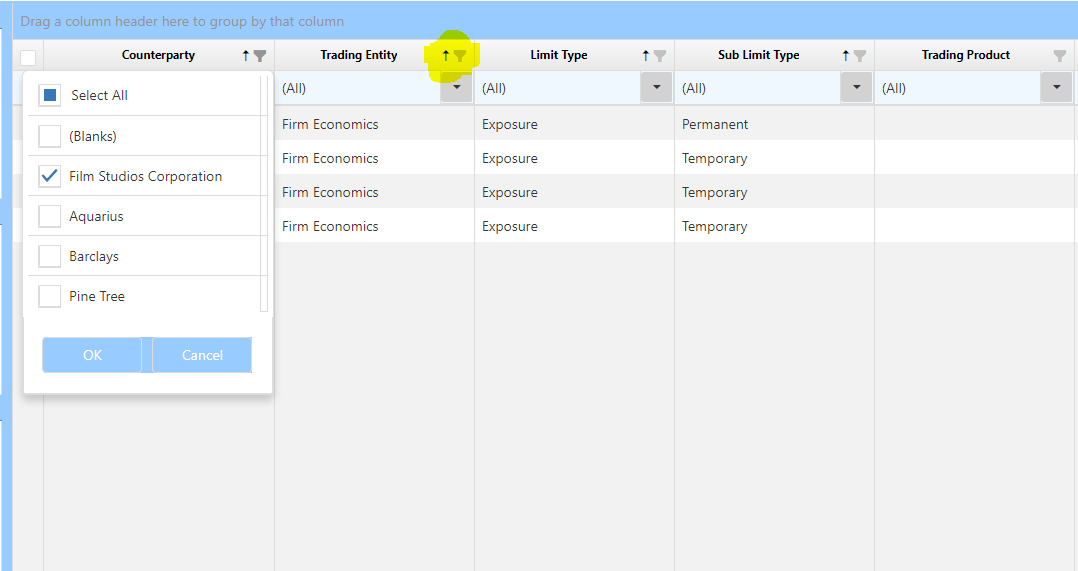 Drag a column header here to group by that column
Counterparty Trading Entity Limit Type Sub Limit Type Trading Product
(All) (All) (All) (All)
Select All
(Blanks)
Film Studios Corporation
Aquarius
Barclays
Pine Tree
OK Cancel
Firm Economics Exposure Permanent
Firm Economics Exposure Temporary
Firm Economics Exposure Temporary
Firm Economics Exposure Temporary